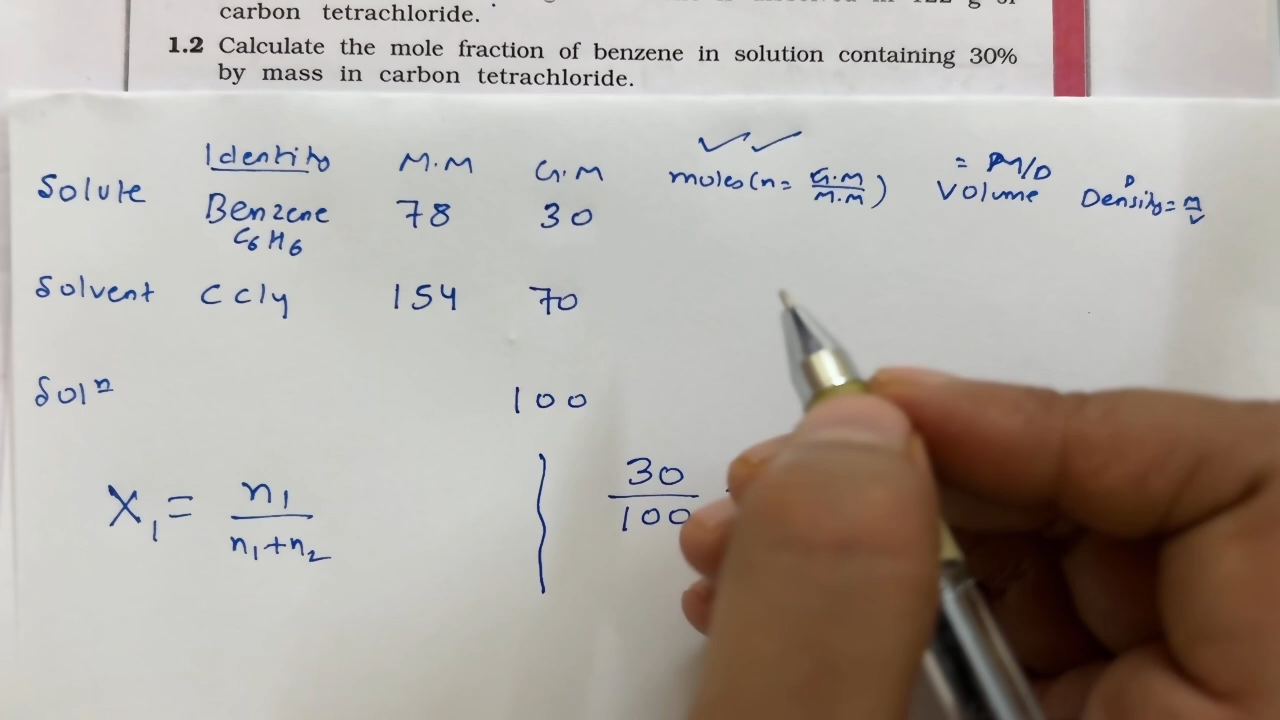 carbon tetrachloride.
1.2 Calculate the mole fraction of benzene in solution containing 30%
by mass in carbon tetrachloride.
Identity M.M G.M moles (n = G.M/M.M) Volume = M/D Density = m/v
D
Solute Benzene 78 30
C6H6
Solvent CCl4 154 70
Solⁿ 100
X1 = n1/n1+n2
30/100